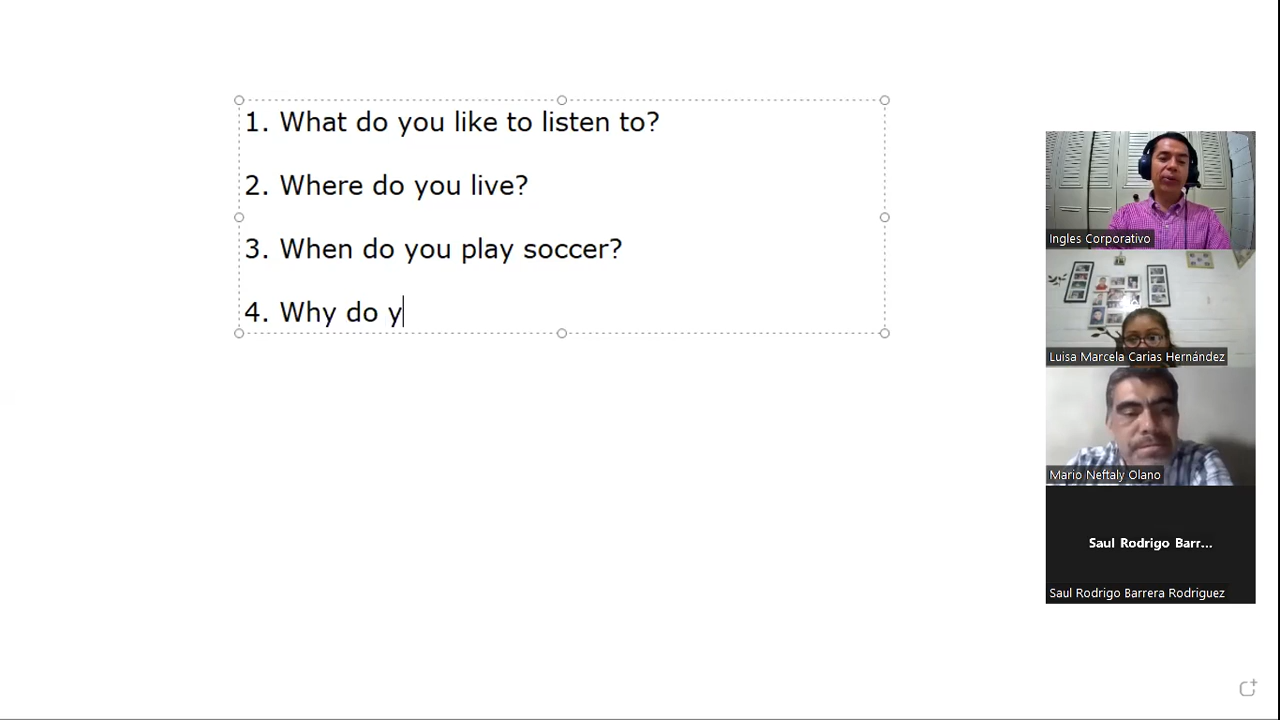 1. What do you like to listen to?
2. Where do you live?
3. When do you play soccer?
4. Why do y
Ingles Corporativo
Luisa Marcela Carias Hernández
Mario Neftaly Olano
Saul Rodrigo Barr...
Saul Rodrigo Barrera Rodriguez